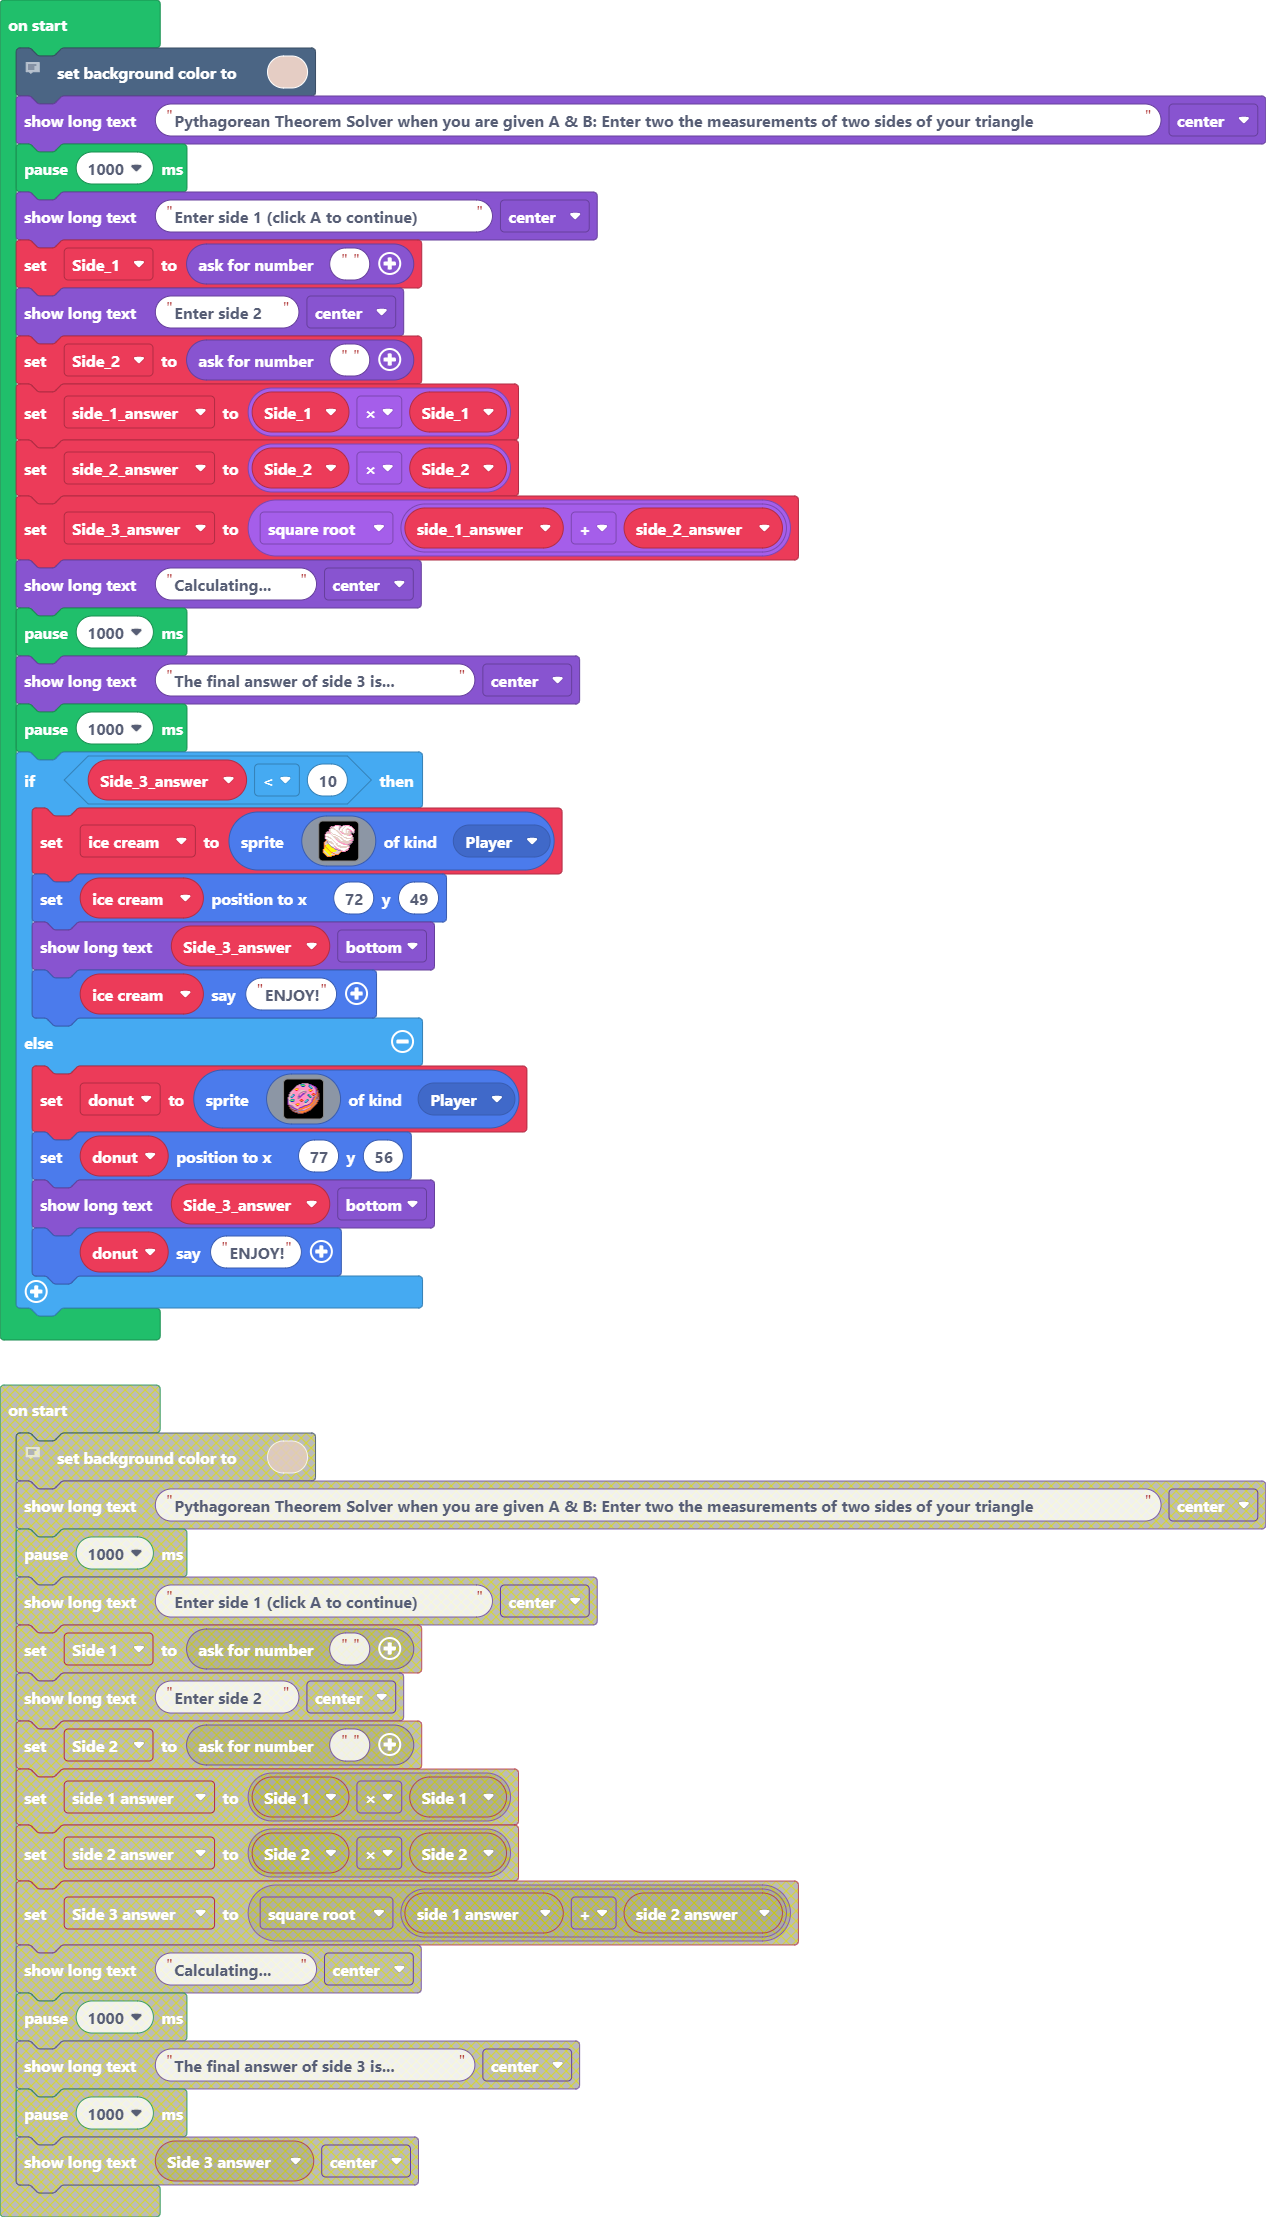 on start
set background color to
show long text "Pythagorean Theorem Solver when you are given A & B: Enter two the measurements of two sides of your triangle" center
pause 1000 ms
show long text "Enter side 1 (click A to continue)" center
set Side_1 to ask for number " "
show long text "Enter side 2" center
set Side_2 to ask for number " "
set side_1_answer to Side_1 × Side_1
set side_2_answer to Side_2 × Side_2
set Side_3_answer to square root side_1_answer + side_2_answer
show long text "Calculating..." center
pause 1000 ms
show long text "The final answer of side 3 is..." center
pause 1000 ms
if Side_3_answer < 10 then
set ice cream to sprite of kind Player
set ice cream position to x 72 y 49
show long text Side_3_answer bottom
ice cream say "ENJOY!"
else
set donut to sprite of kind Player
set donut position to x 77 y 56
show long text Side_3_answer bottom
donut say "ENJOY!"
on start
set background color to
show long text "Pythagorean Theorem Solver when you are given A & B: Enter two the measurements of two sides of your triangle" center
pause 1000 ms
show long text "Enter side 1 (click A to continue)" center
set Side 1 to ask for number " "
show long text "Enter side 2" center
set Side 2 to ask for number " "
set side 1 answer to Side 1 × Side 1
set side 2 answer to Side 2 × Side 2
set Side 3 answer to square root side 1 answer + side 2 answer
show long text "Calculating..." center
pause 1000 ms
show long text "The final answer of side 3 is..." center
pause 1000 ms
show long text Side 3 answer center